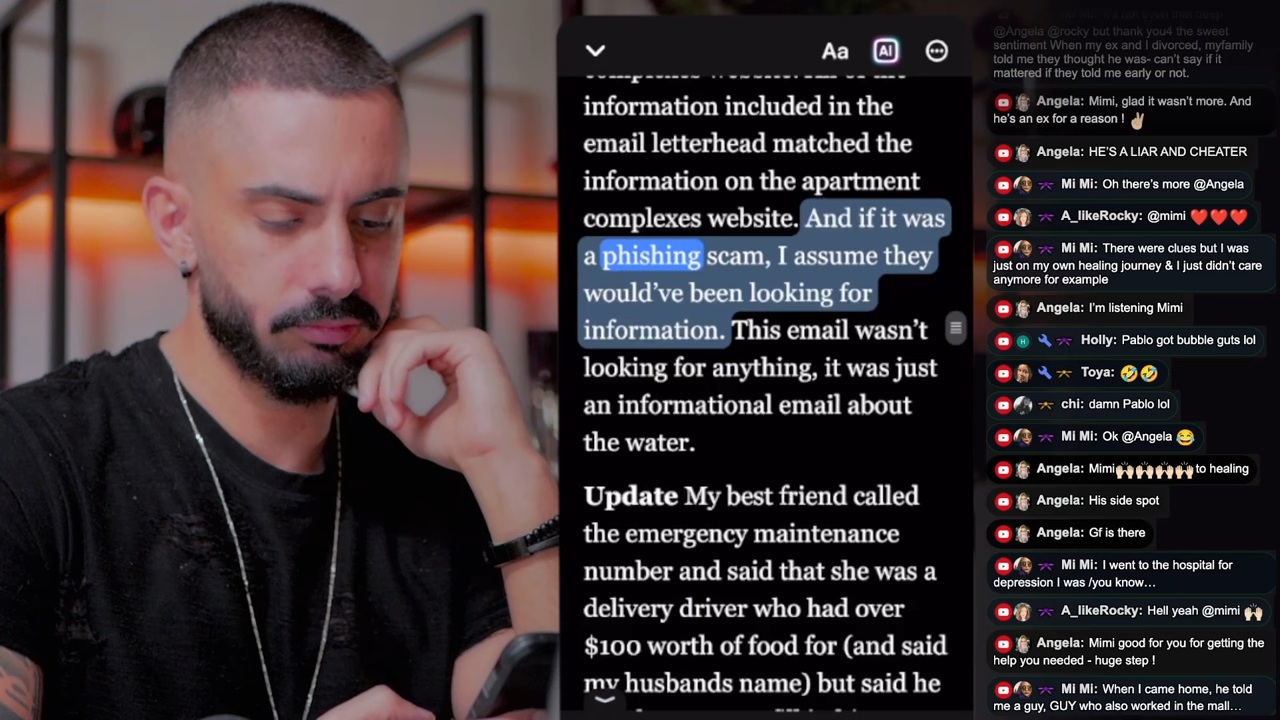 Aa
AI
information included in the
email letterhead matched the
information on the apartment
complexes website. And if it was
a phishing scam, I assume they
would’ve been looking for
information. This email wasn’t
looking for anything, it was just
an informational email about
the water.
Update My best friend called
the emergency maintenance
number and said that she was a
delivery driver who had over
$100 worth of food for (and said
my husbands name) but said he
@Angela @rocky but thank you4 the sweet
sentiment When my ex and I divorced, myfamily
told me they thought he was- can’t say if it
mattered if they told me early or not.
Angela: Mimi, glad it wasn’t more. And
he’s an ex for a reason ! ✌🏼
Angela: HE’S A LIAR AND CHEATER
Mi Mi: Oh there’s more @Angela
A_likeRocky: @mimi ❤️❤️❤️
Mi Mi: There were clues but I was
just on my own healing journey & I just didn’t care
anymore for example
Angela: I’m listening Mimi
H Holly: Pablo got bubble guts lol
Toya: 🤣🤣
chi: damn Pablo lol
Mi Mi: Ok @Angela 😂
Angela: Mimi🙌🏻🙌🏻🙌🏻🙌🏻 to healing
Angela: His side spot
Angela: Gf is there
Mi Mi: I went to the hospital for
depression I was /you know…
A_likeRocky: Hell yeah @mimi 🙌🏻
Angela: Mimi good for you for getting the
help you needed - huge step !
Mi Mi: When I came home, he told
me a guy, GUY who also worked in the mall…